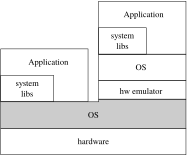 Application
system
libs
OS
hw emulator
Application
system
libs
OS
hardware